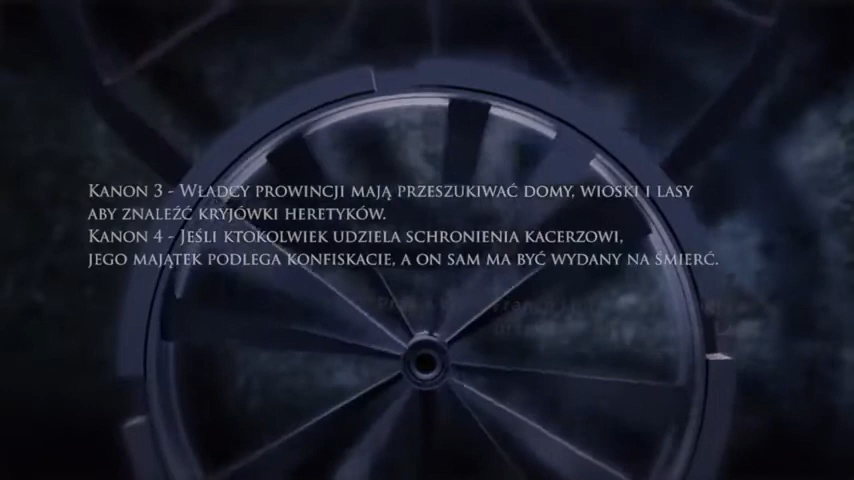 Kanon 3 - Władcy prowincji mają przeszukiwać domy, wioski i lasy
aby znaleźć kryjówki heretyków.
Kanon 4 - Jeśli ktokolwiek udziela schronienia kacerzowi,
jego majątek podlega konfiskacie, a on sam ma być wydany na śmierć.